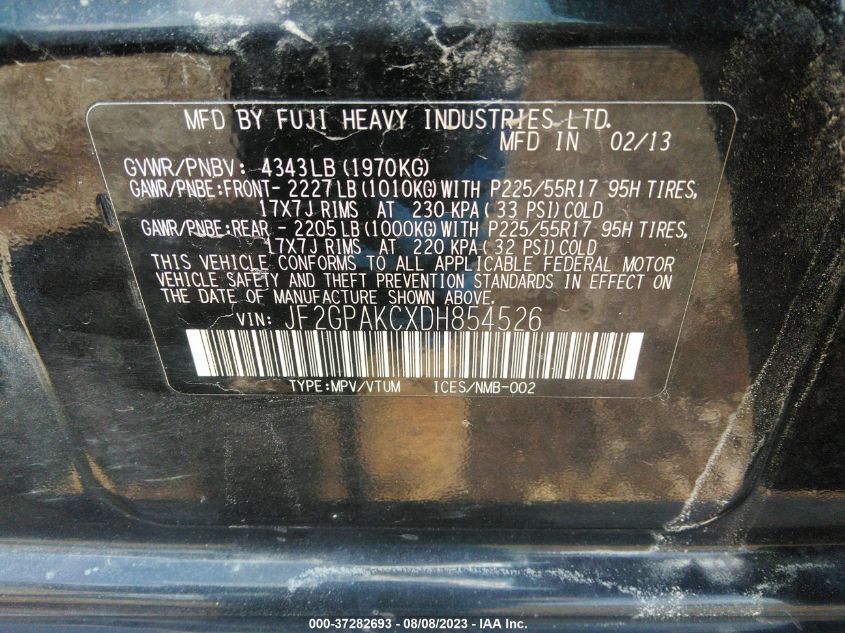 MFD BY FUJI HEAVY INDUSTRIES LTD.
MFD IN 02/13
GVWR/PNBV: 4343LB (1970KG)
GAWR/PNBE:FRONT- 2227LB (1010KG) WITH P225/55R17 95H TIRES,
17X7J RIMS AT 230 KPA( 33 PSI) COLD
GAWR/PNBE:REAR - 2205LB (1000KG) WITH P225/55R17 95H TIRES,
17X7J RIMS AT 220 KPA( 32 PSI) COLD
THIS VEHICLE CONFORMS TO ALL APPLICABLE FEDERAL MOTOR
VEHICLE SAFETY AND THEFT PREVENTION STANDARDS IN EFFECT ON
THE DATE OF MANUFACTURE SHOWN ABOVE.
VIN: JF2GPAKCXDH854526
TYPE:MPV/VTUM ICES/NMB-002
000-37282693 - 08/08/2023 - IAA Inc.